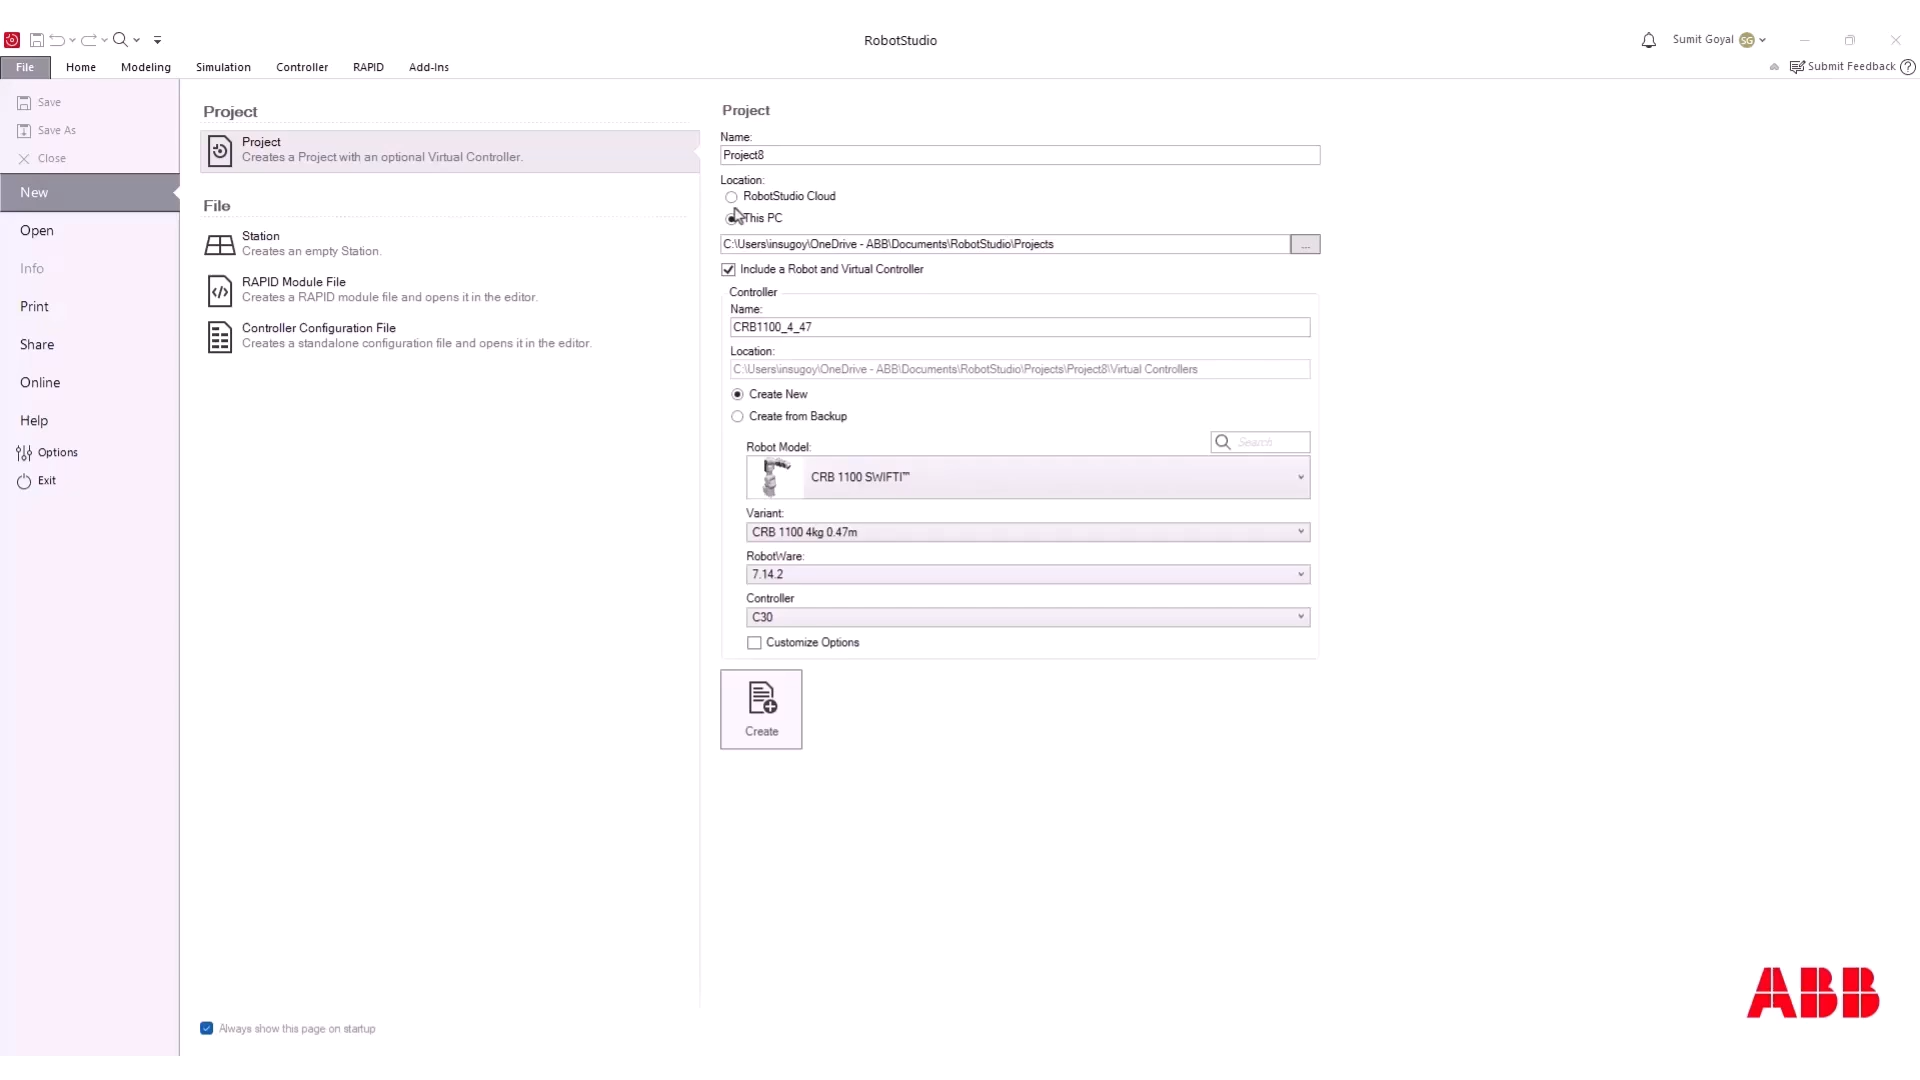 RobotStudio
Sumit Goyal SG
File Home Modeling Simulation Controller RAPID Add-Ins
Submit Feedback ?
Save
Save As
Close
New
Open
Info
Print
Share
Online
Help
Options
Exit
Project
Project
Creates a Project with an optional Virtual Controller.
File
Station
Creates an empty Station.
RAPID Module File
Creates a RAPID module file and opens it in the editor.
Controller Configuration File
Creates a standalone configuration file and opens it in the editor.
Always show this page on startup
Project
Name:
Project8
Location:
RobotStudio Cloud
This PC
C:\Users\insugoy\OneDrive - ABB\Documents\RobotStudio\Projects ...
Include a Robot and Virtual Controller
Controller
Name:
CRB1100_4_47
Location:
C:\Users\insugoy\OneDrive - ABB\Documents\RobotStudio\Projects\Project8\Virtual Controllers
Create New
Create from Backup
Search
Robot Model:
CRB 1100 SWIFTI™
Variant:
CRB 1100 4kg 0.47m
RobotWare:
7.14.2
Controller
C30
Customize Options
Create
ABB